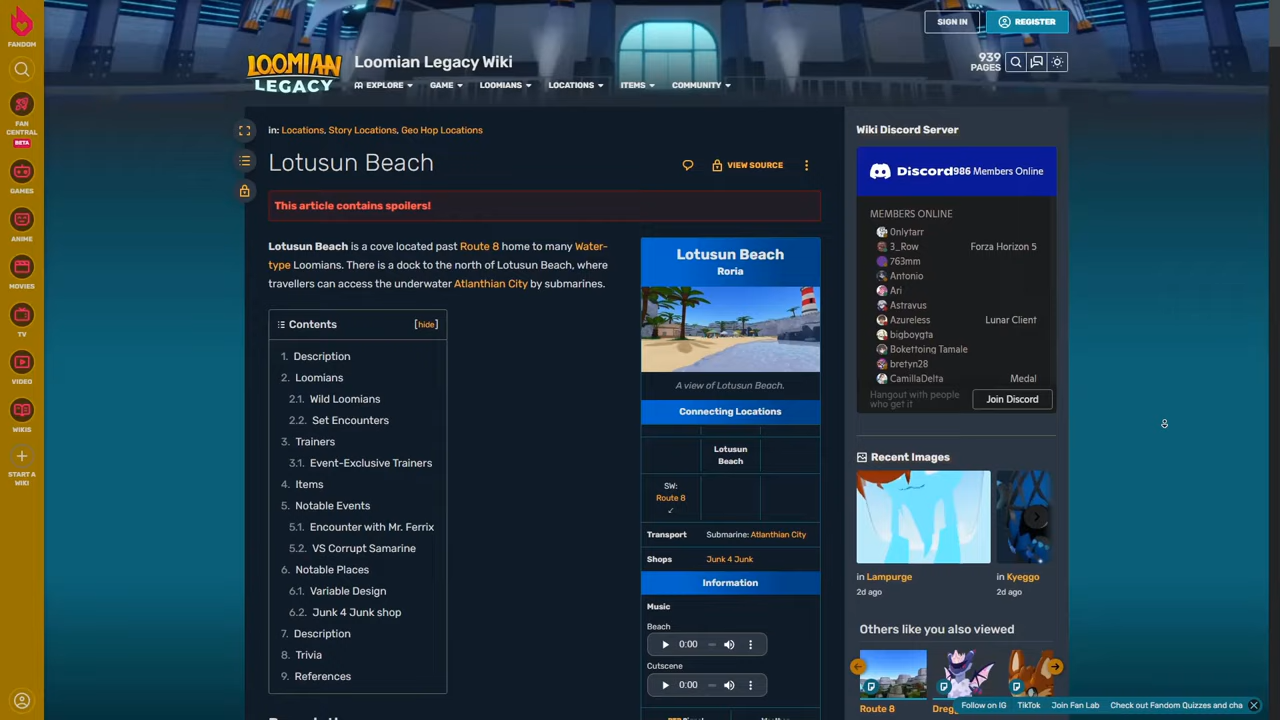 SIGN IN
REGISTER
FANDOM
LOOMIAN
LEGACY
Loomian Legacy Wiki
939
PAGES
EXPLORE
GAME
LOOMIANS
LOCATIONS
ITEMS
COMMUNITY
FAN
CENTRAL
BETA
GAMES
ANIME
MOVIES
TV
VIDEO
WIKIS
START A
WIKI
in: Locations, Story Locations, Geo Hop Locations
Lotusun Beach
VIEW SOURCE
This article contains spoilers!
Lotusun Beach is a cove located past Route 8 home to many Water-
type Loomians. There is a dock to the north of Lotusun Beach, where
travellers can access the underwater Atlanthian City by submarines.
Contents [hide]
1. Description
2. Loomians
2.1. Wild Loomians
2.2. Set Encounters
3. Trainers
3.1. Event-Exclusive Trainers
4. Items
5. Notable Events
5.1. Encounter with Mr. Ferrix
5.2. VS Corrupt Samarine
6. Notable Places
6.1. Variable Design
6.2. Junk 4 Junk shop
7. Description
8. Trivia
9. References
Lotusun Beach
Roria
A view of Lotusun Beach.
Connecting Locations
Lotusun
Beach
SW:
Route 8
↙
Transport Submarine: Atlanthian City
Shops Junk 4 Junk
Information
Music
Beach
0:00
Cutscene
0:00
Wiki Discord Server
Discord 986 Members Online
MEMBERS ONLINE
0nlytarr
3_Row Forza Horizon 5
763mm
Antonio
Ari
Astravus
Azureless Lunar Client
bigboygta
Bokettoing Tamale
bretyn28
CamillaDelta Medal
Hangout with people
who get it
Join Discord
Recent Images
in Lampurge
2d ago
in Kyeggo
2d ago
Others like you also viewed
Route 8
Follow on IG TikTok Join Fan Lab Check out Fandom Quizzes and cha